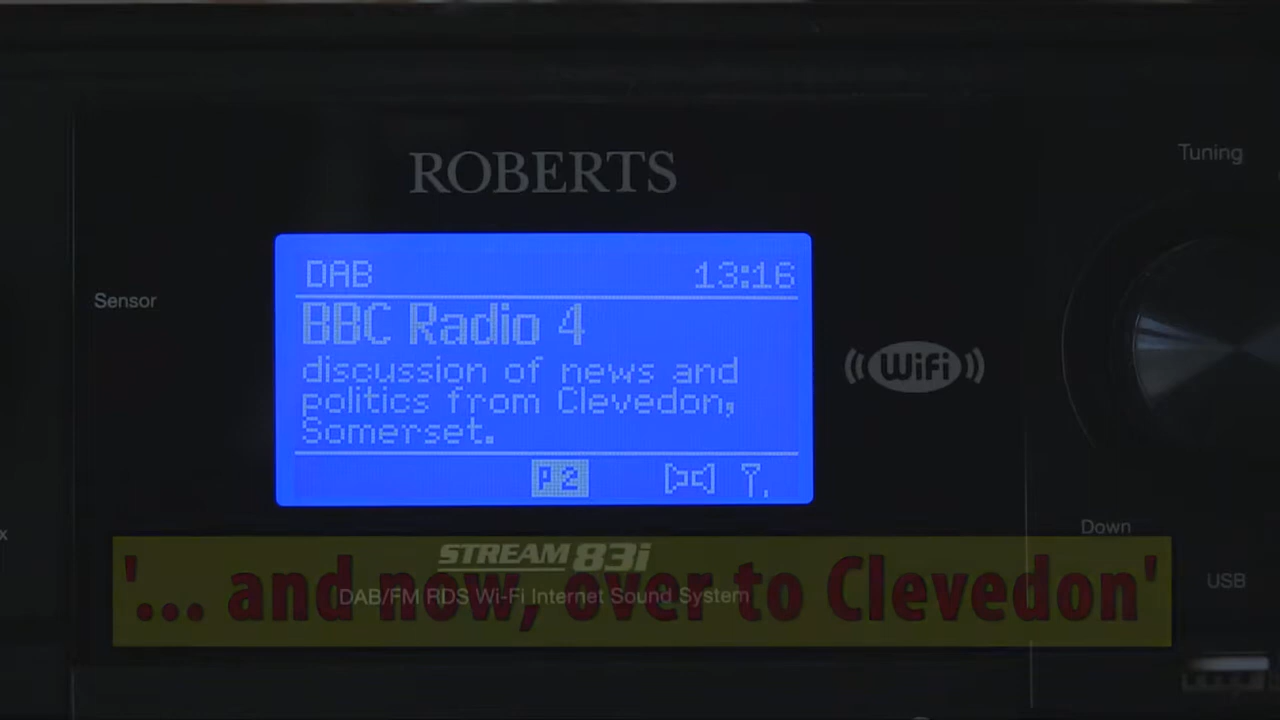 ROBERTS
Tuning
Sensor
DAB 13:16
BBC Radio 4
discussion of news and
politics from Clevedon,
Somerset.
P2
WiFi
Down
USB
STREAM 83i
DAB/FM RDS Wi-Fi Internet Sound System
'... and now, over to Clevedon'